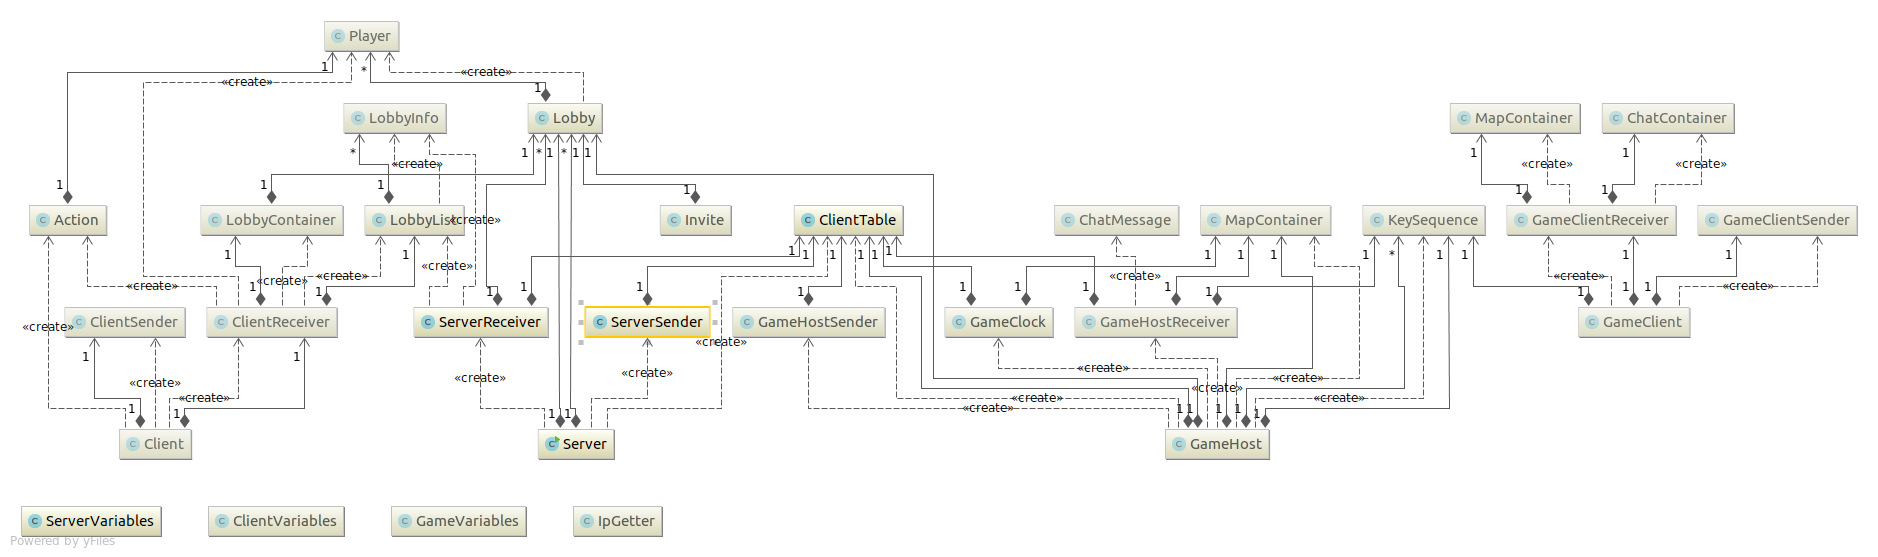 C Player
1
*
«create»
«create»
1
C LobbyInfo
C Lobby
C MapContainer
C ChatContainer
*
«create»
1
*
1
*
1
1
1
1
«create»
«create»
1
1
1
1
1
1
C Action
C LobbyContainer
C LobbyList
«create»
C Invite
C ClientTable
C ChatMessage
C MapContainer
C KeySequence
C GameClientReceiver
C GameClientSender
1
1
1
1
1
1
1
1
1
1
1
*
1
1
1
1
«create»
«create»
«create»
«create»
«create»
«create»
1
1
1
1
1
1
1
1
1
1
1
1
1
1
«create»
C ClientSender
C ClientReceiver
C ServerReceiver
C ServerSender
C GameHostSender
C GameClock
C GameHostReceiver
C GameClient
«create»
«create»
1
1
«create»
«create»
«create»
«create»
«create»
«create»
«create»
«create»
«create»
«create»
1
1
1
1
1
1
1
1
1
C Client
C Server
C GameHost
C ServerVariables
C ClientVariables
C GameVariables
C IpGetter
Powered by yFiles